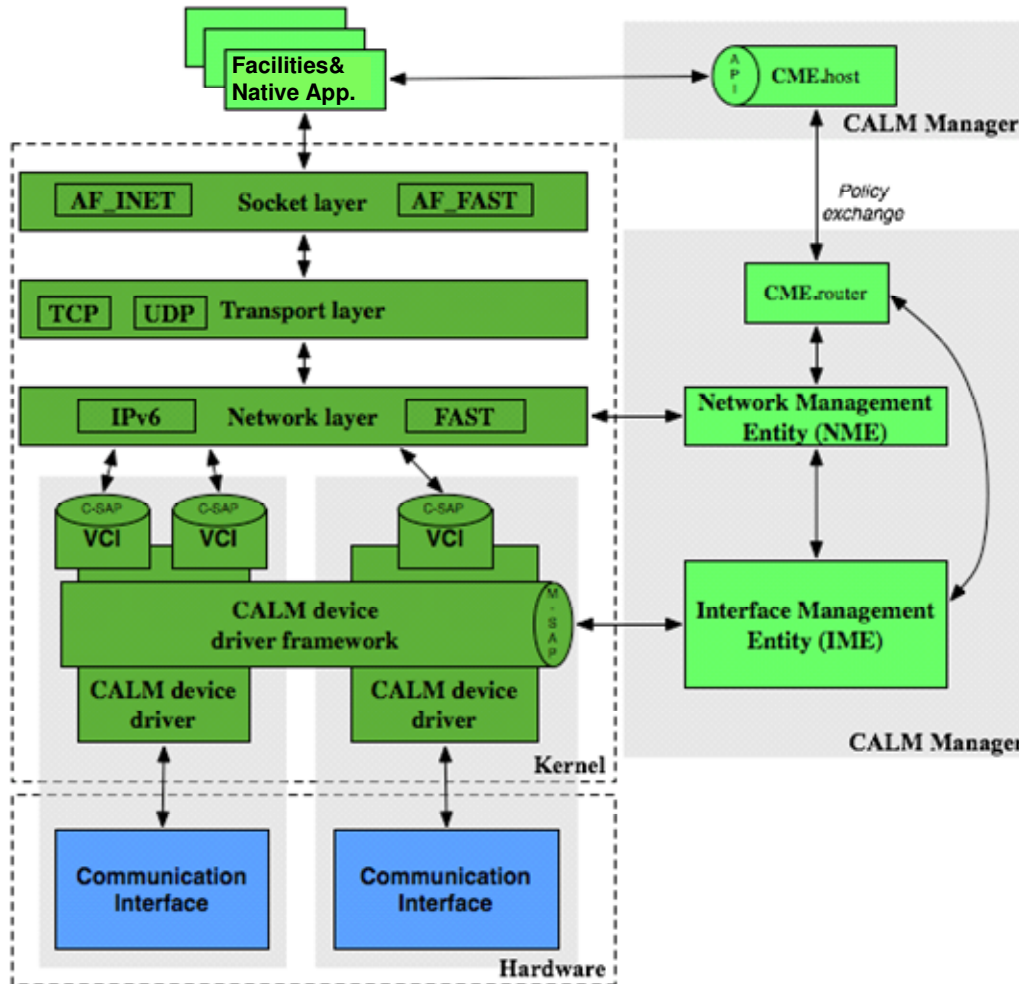 Facilities&
Native App.
API
CME.host
CALM Manager
Policy
exchange
AF_INET
Socket layer
AF_FAST
TCP
UDP
Transport layer
CME.router
IPv6
Network layer
FAST
Network Management
Entity (NME)
C-SAP
VCI
C-SAP
VCI
C-SAP
VCI
CALM device
driver framework
M-SAP
Interface Management
Entity (IME)
CALM device
driver
CALM device
driver
Kernel
CALM Manager
Communication
Interface
Communication
Interface
Hardware